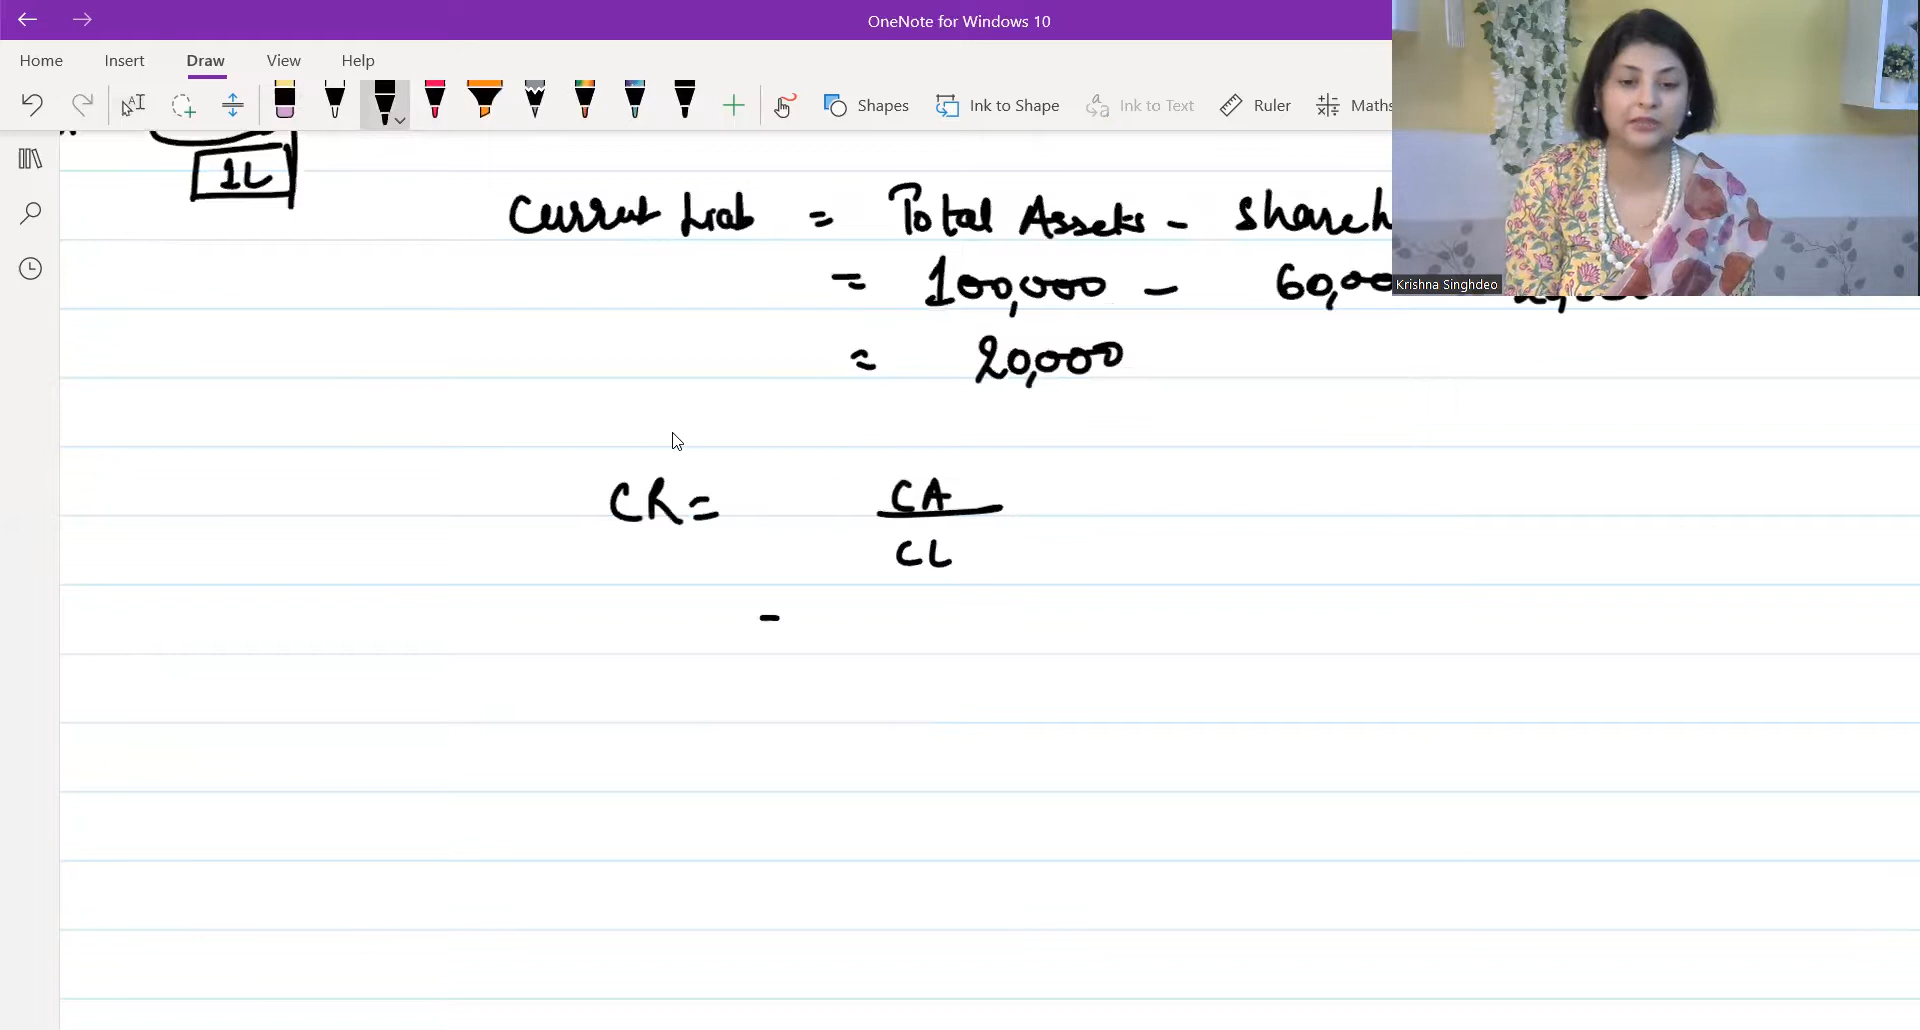 OneNote for Windows 10
Home Insert Draw View Help
Shapes Ink to Shape Ink to Text Ruler Maths
1L
Current Liab = Total Assets - Shareh
= 100,000 - 60,00
= 20,000
CR = CA
CL
-
Krishna Singhdeo